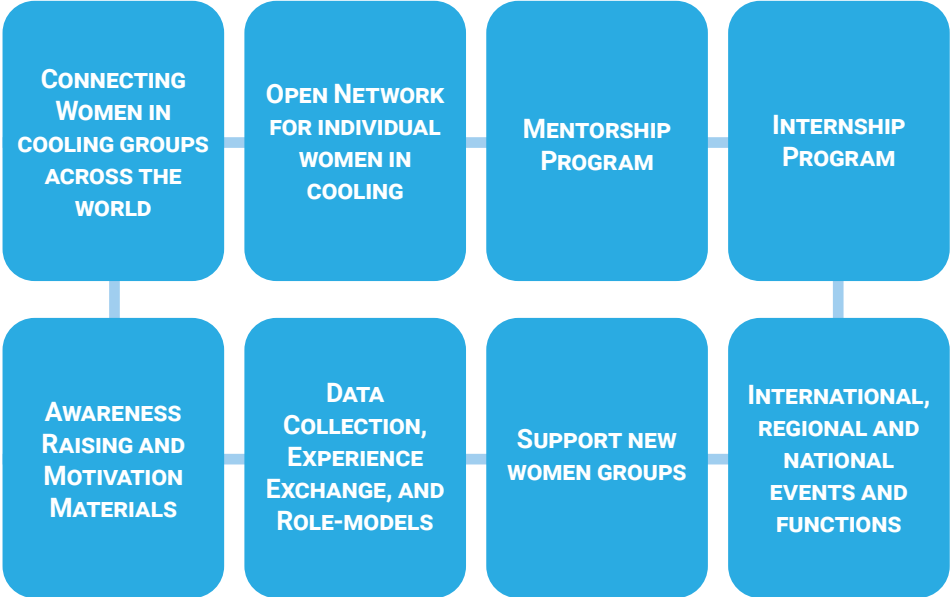 Connecting
Women in
cooling groups
across the
world
Open Network
for individual
women in
cooling
Mentorship
Program
Internship
Program
Awareness
Raising and
Motivation
Materials
Data
Collection,
Experience
Exchange, and
Role-models
Support new
women groups
International,
regional and
national
events and
functions